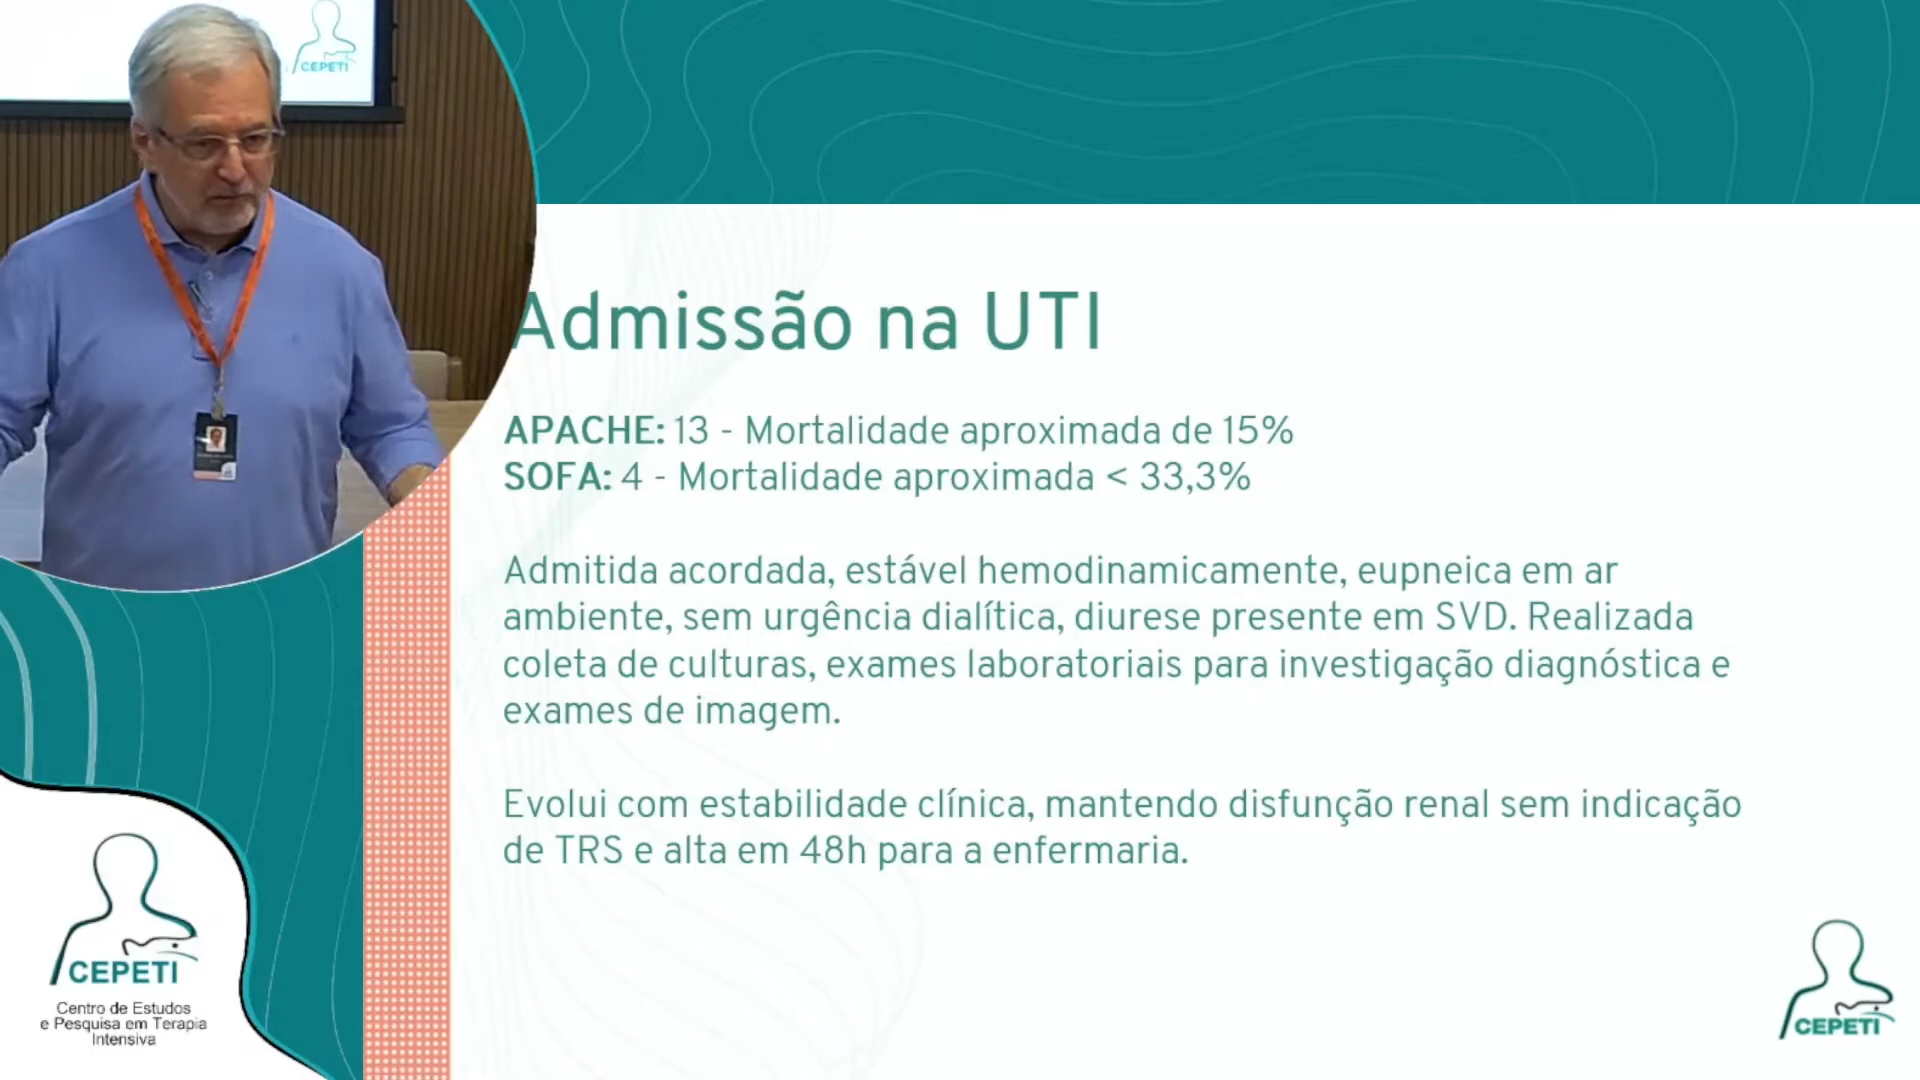 CEPETI
Admissão na UTI
APACHE: 13 - Mortalidade aproximada de 15%
SOFA: 4 - Mortalidade aproximada < 33,3%
Admitida acordada, estável hemodinamicamente, eupneica em ar
ambiente, sem urgência dialítica, diurese presente em SVD. Realizada
coleta de culturas, exames laboratoriais para investigação diagnóstica e
exames de imagem.
Evolui com estabilidade clínica, mantendo disfunção renal sem indicação
de TRS e alta em 48h para a enfermaria.
CEPETI
Centro de Estudos
e Pesquisa em Terapia
Intensiva
CEPETI